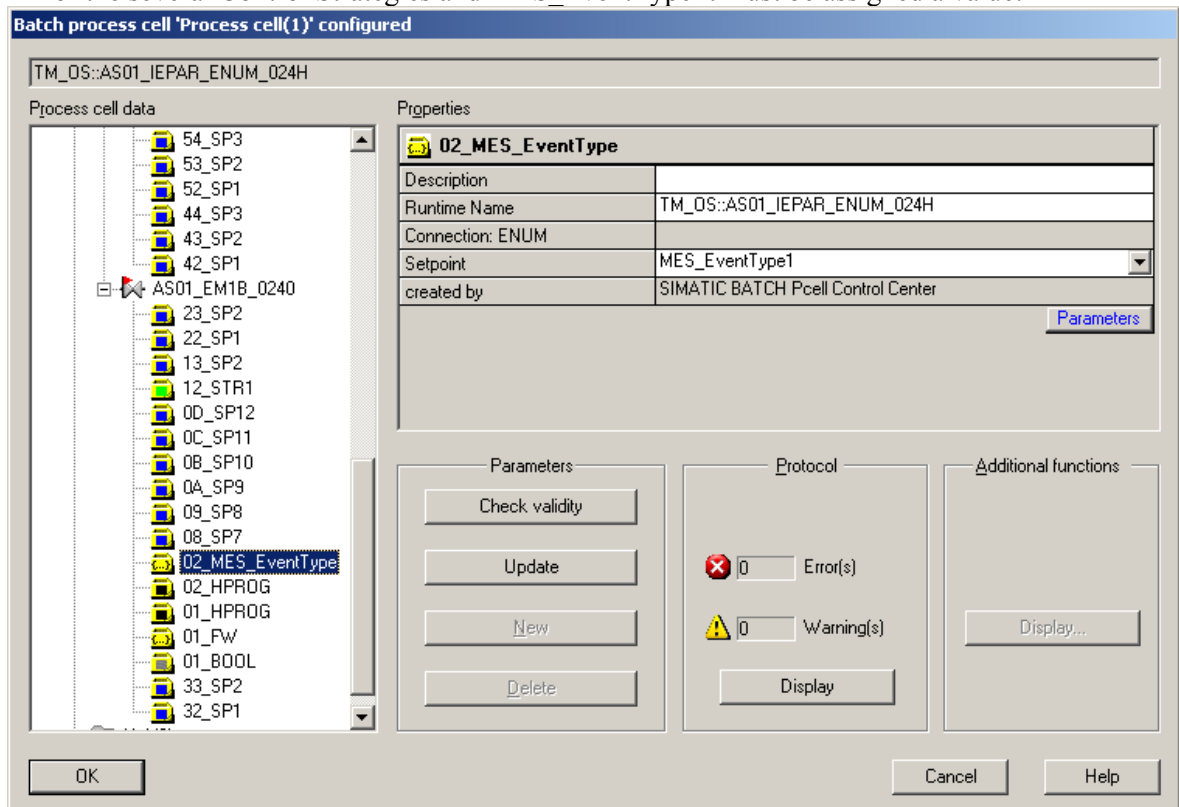 Batch process cell 'Process cell(1)' configured
TM_OS::AS01_IEPAR_ENUM_024H
Process cell data
54_SP3
53_SP2
52_SP1
44_SP3
43_SP2
42_SP1
AS01_EM1B_0240
23_SP2
22_SP1
13_SP2
12_STR1
0D_SP12
0C_SP11
0B_SP10
0A_SP9
09_SP8
08_SP7
02_MES_EventType
02_HPROG
01_HPROG
01_FW
01_BOOL
33_SP2
32_SP1
Properties
02_MES_EventType
Description
Runtime Name TM_OS::AS01_IEPAR_ENUM_024H
Connection: ENUM
Setpoint MES_EventType1
created by SIMATIC BATCH Pcell Control Center
Parameters
Parameters
Check validity
Update
New
Delete
Protocol
0 Error(s)
0 Warning(s)
Display
Additional functions
Display...
OK
Cancel
Help